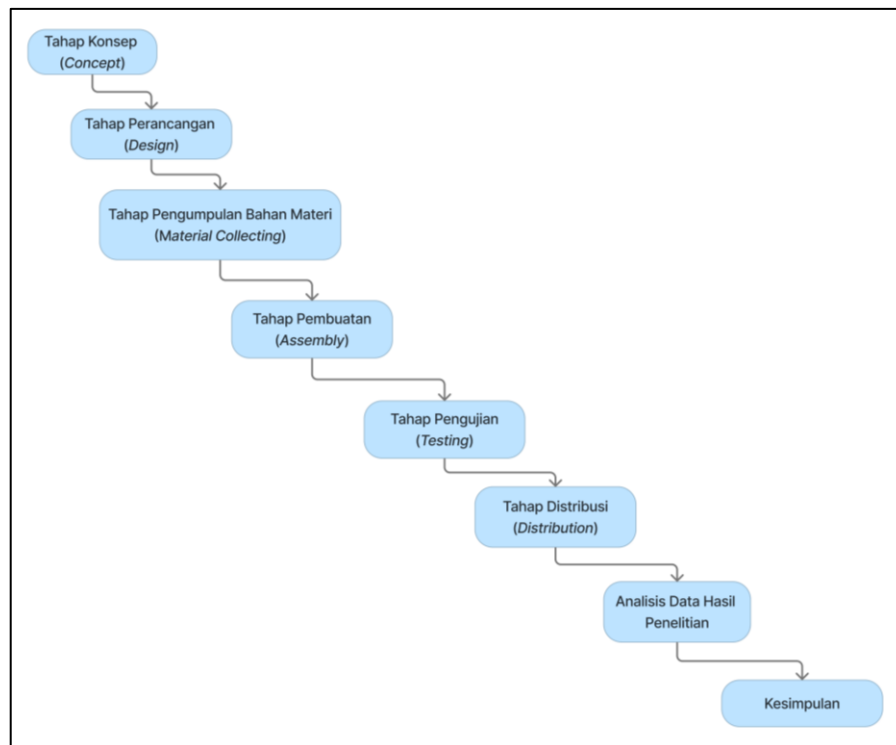 Tahap Konsep
(Concept)
Tahap Perancangan
(Design)
Tahap Pengumpulan Bahan Materi
(Material Collecting)
Tahap Pembuatan
(Assembly)
Tahap Pengujian
(Testing)
Tahap Distribusi
(Distribution)
Analisis Data Hasil
Penelitian
Kesimpulan